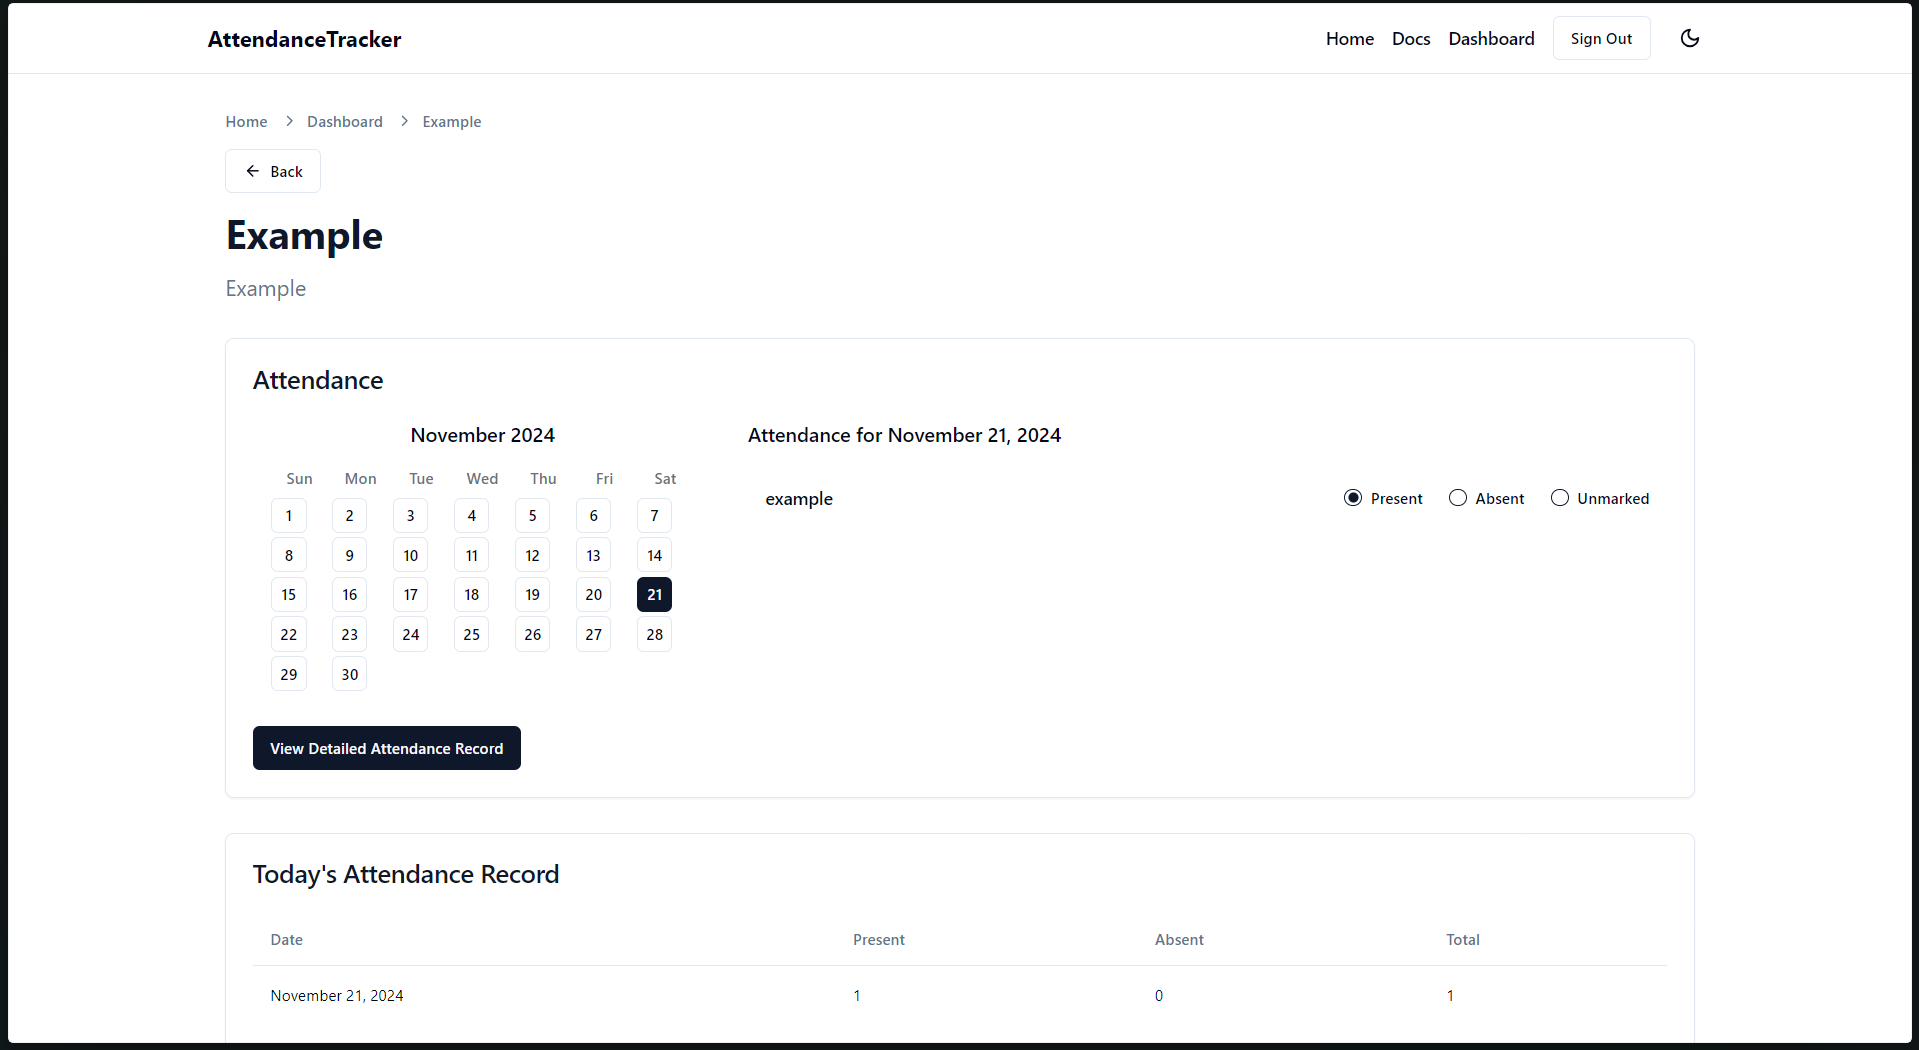 AttendanceTracker
Home Docs Dashboard Sign Out
Home Dashboard Example
Back
Example
Example
Attendance
November 2024
Sun Mon Tue Wed Thu Fri Sat
1 2 3 4 5 6 7
8 9 10 11 12 13 14
15 16 17 18 19 20 21
22 23 24 25 26 27 28
29 30
Attendance for November 21, 2024
example Present Absent Unmarked
View Detailed Attendance Record
Today's Attendance Record
Date Present Absent Total
November 21, 2024 1 0 1